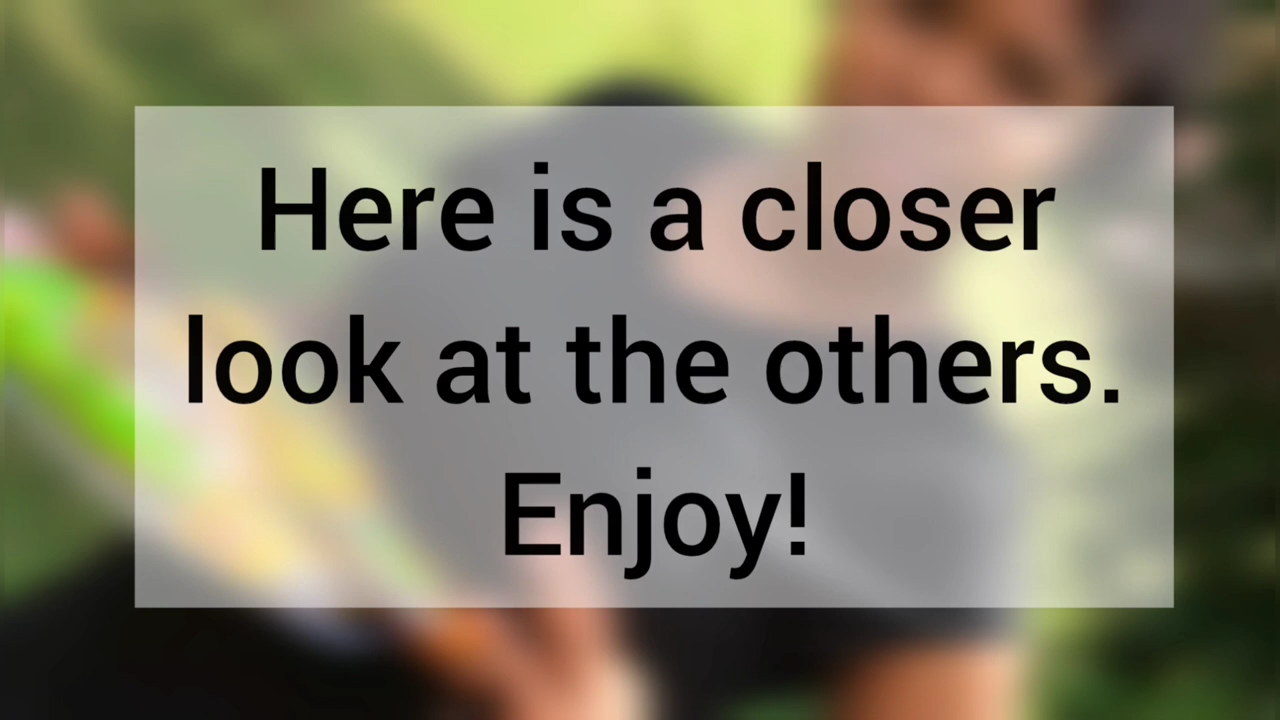 Here is a closer
look at the others.
Enjoy!